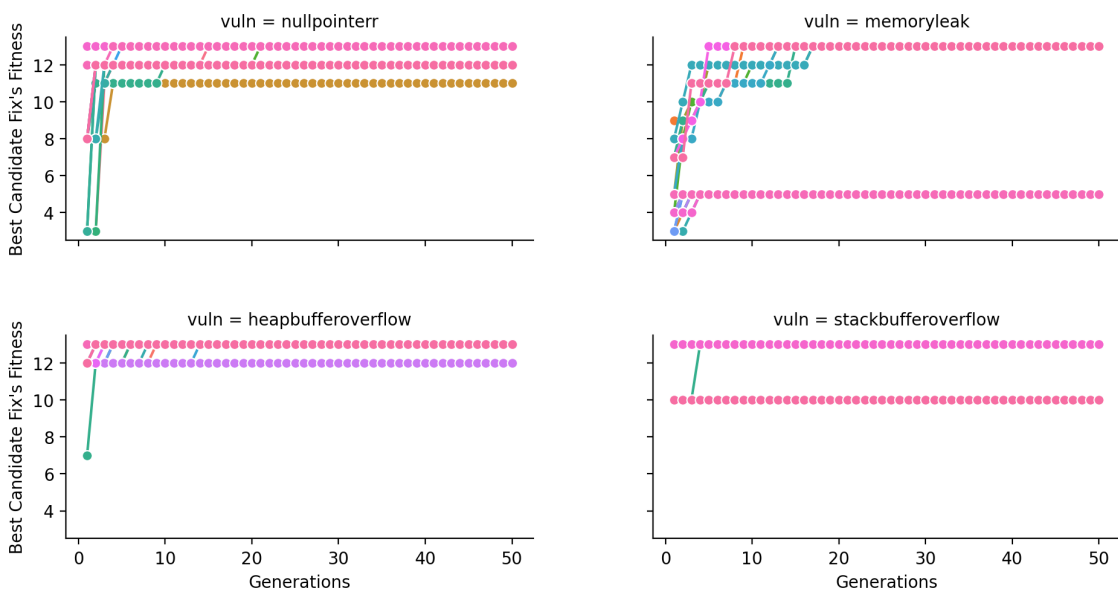 vuln = nullpointerr
vuln = memoryleak
Best Candidate Fix's Fitness
12
10
8
6
4
vuln = heapbufferoverflow
vuln = stackbufferoverflow
Best Candidate Fix's Fitness
12
10
8
6
4
0 10 20 30 40 50
Generations
0 10 20 30 40 50
Generations